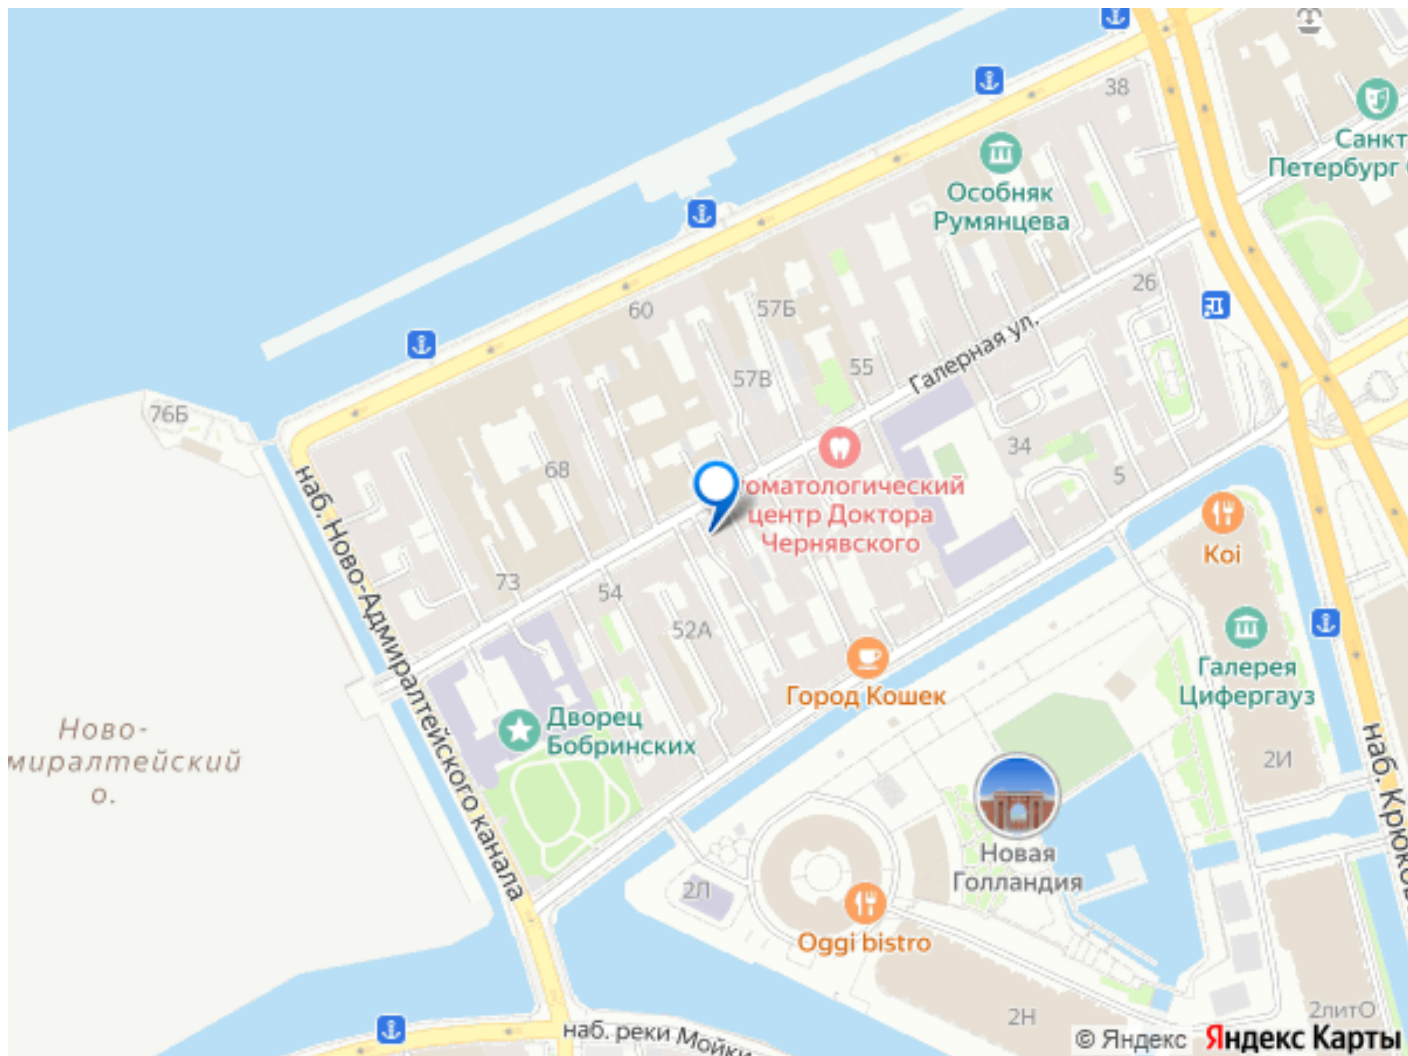 38
Санкт
Петербург
Особняк
Румянцева
26
57Б
60
Галерная ул.
57В
55
76Б
34
5
68
томатологический
центр Доктора
Чернявского
Koi
наб. Ново-Адмиралтейского канала
73
54
52А
Галерея
Цифергауз
Город Кошек
Дворец
Бобринских
Ново-
миралтейский
о.
2И
наб. Крюков
Новая
Голландия
2Л
Oggi bistro
2Н
2литО
наб. реки Мойки
© Яндекс Яндекс Карты